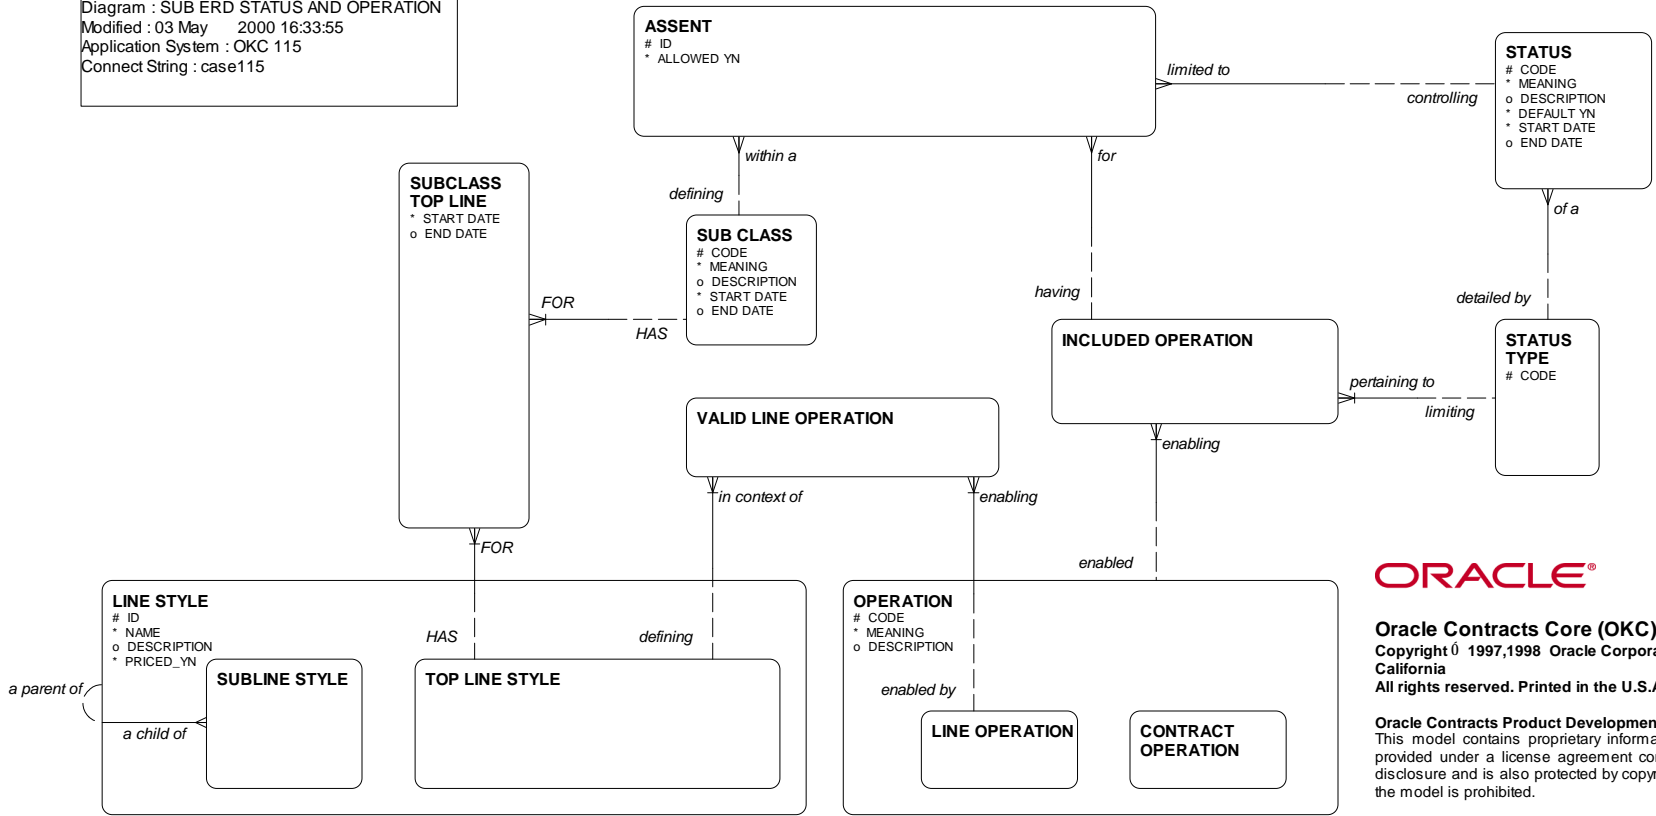 Diagram : SUB ERD STATUS AND OPERATION
Modified : 03 May 2000 16:33:55
Application System : OKC 115
Connect String : case115
ASSENT
# ID
* ALLOWED YN
limited to
controlling
STATUS
# CODE
* MEANING
o DESCRIPTION
* DEFAULT YN
* START DATE
o END DATE
within a
for
defining
of a
SUBCLASS
TOP LINE
* START DATE
o END DATE
SUB CLASS
# CODE
* MEANING
o DESCRIPTION
* START DATE
o END DATE
FOR
HAS
having
detailed by
INCLUDED OPERATION
STATUS
TYPE
# CODE
pertaining to
limiting
VALID LINE OPERATION
enabling
in context of
enabling
FOR
enabled
LINE STYLE
# ID
* NAME
o DESCRIPTION
* PRICED_YN
HAS
defining
OPERATION
# CODE
* MEANING
o DESCRIPTION
a parent of
a child of
SUBLINE STYLE
TOP LINE STYLE
enabled by
LINE OPERATION
CONTRACT
OPERATION
ORACLE®
Oracle Contracts Core (OKC)
Copyright Ó 1997,1998 Oracle Corpora
California
All rights reserved. Printed in the U.S.A
Oracle Contracts Product Developmen
This model contains proprietary informa
provided under a license agreement co
disclosure and is also protected by copy
the model is prohibited.